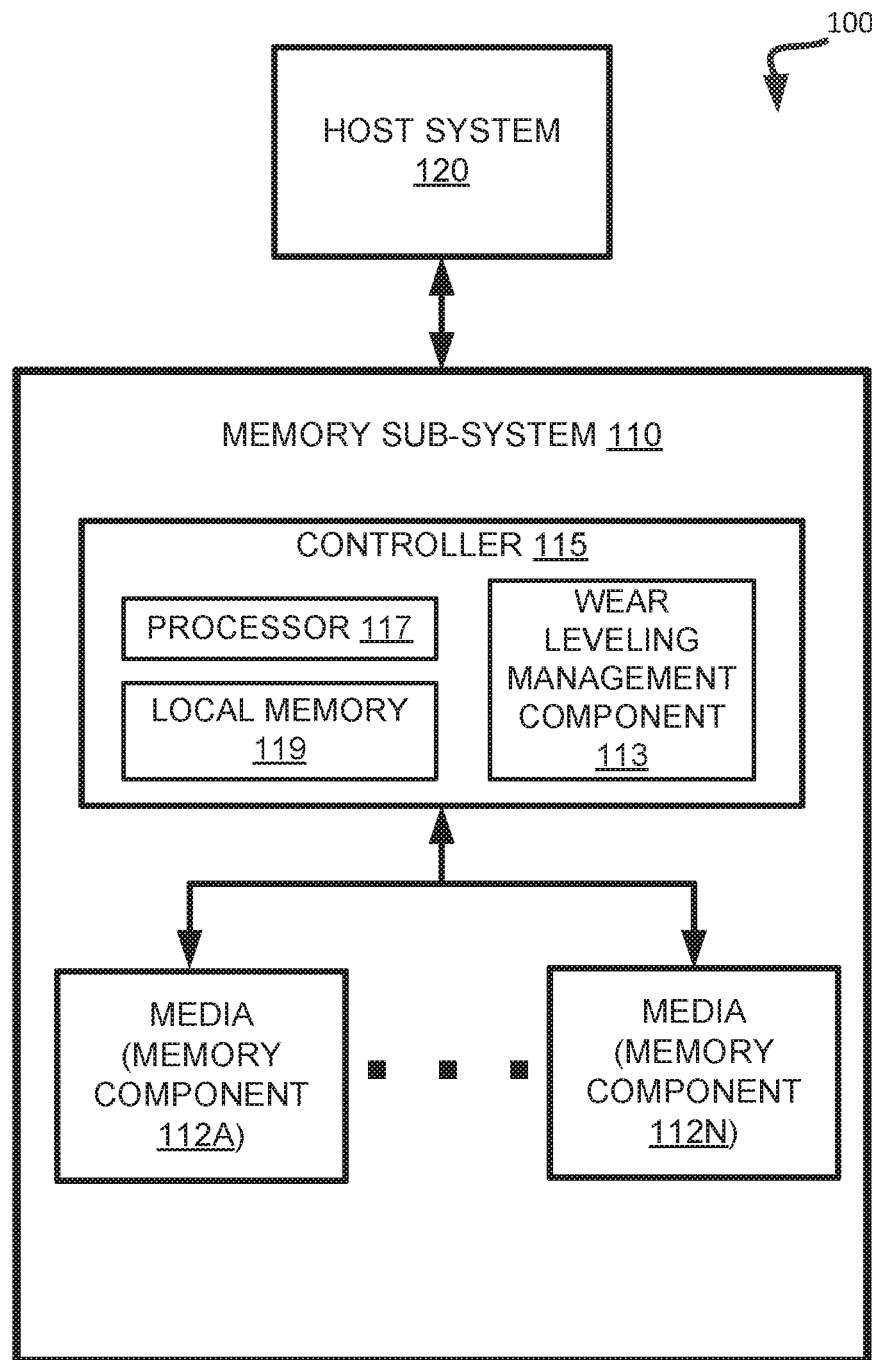 100
HOST SYSTEM
120
MEMORY SUB-SYSTEM 110
CONTROLLER 115
PROCESSOR 117
LOCAL MEMORY
119
WEAR
LEVELING
MANAGEMENT
COMPONENT
113
MEDIA
(MEMORY
COMPONENT
112A)
MEDIA
(MEMORY
COMPONENT
112N)